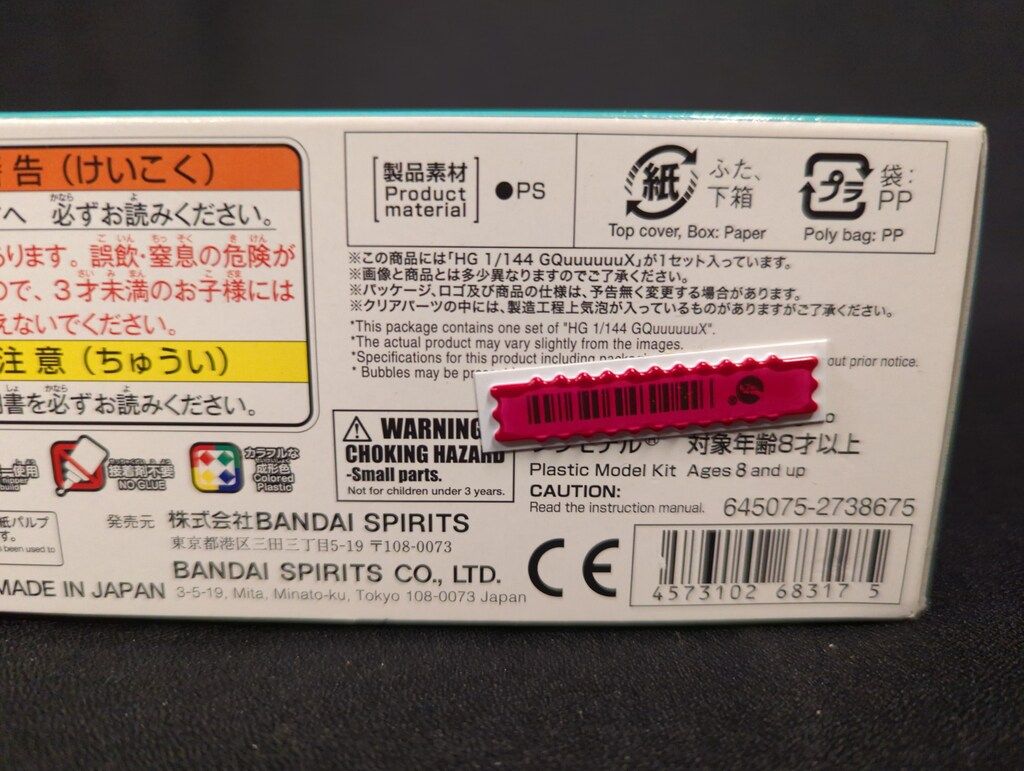 告（けいこく）
へ 必ずお読みください。
あります。誤飲・窒息の危険が
ので、3才未満のお子様には
えないでください。
注意（ちゅうい）
書を必ずお読みください。
使用
接着剤不要
NO GLUE
カラフルな
成形色
Colored
Plastic
紙パルプ
す。
been used to
発売元 株式会社BANDAI SPIRITS
東京都港区三田三丁目5-19 〒108-0073
BANDAI SPIRITS CO., LTD.
MADE IN JAPAN 3-5-19, Mita, Minato-ku, Tokyo 108-0073 Japan
製品素材
Product
material
●PS
紙
ふた、
下箱
Top cover, Box: Paper
プラ
袋：
PP
Poly bag: PP
※この商品には「HG 1/144 GQuuuuuuX」が1セット入っています。
※画像と商品とは多少異なりますのでご了承ください。
※パッケージ、ロゴ及び商品の仕様は、予告無く変更する場合があります。
※クリアパーツの中には、製造工程上気泡が入っているものがありますがご了承ください。
*This package contains one set of "HG 1/144 GQuuuuuuX".
*The actual product may vary slightly from the images.
*Specifications for this product including out prior notice.
* Bubbles may be
WARNING
CHOKING HAZARD
-Small parts.
Not for children under 3 years.
対象年齢8才以上
Plastic Model Kit Ages 8 and up
CAUTION:
Read the instruction manual.
645075-2738675
CE
4573102 68317 5